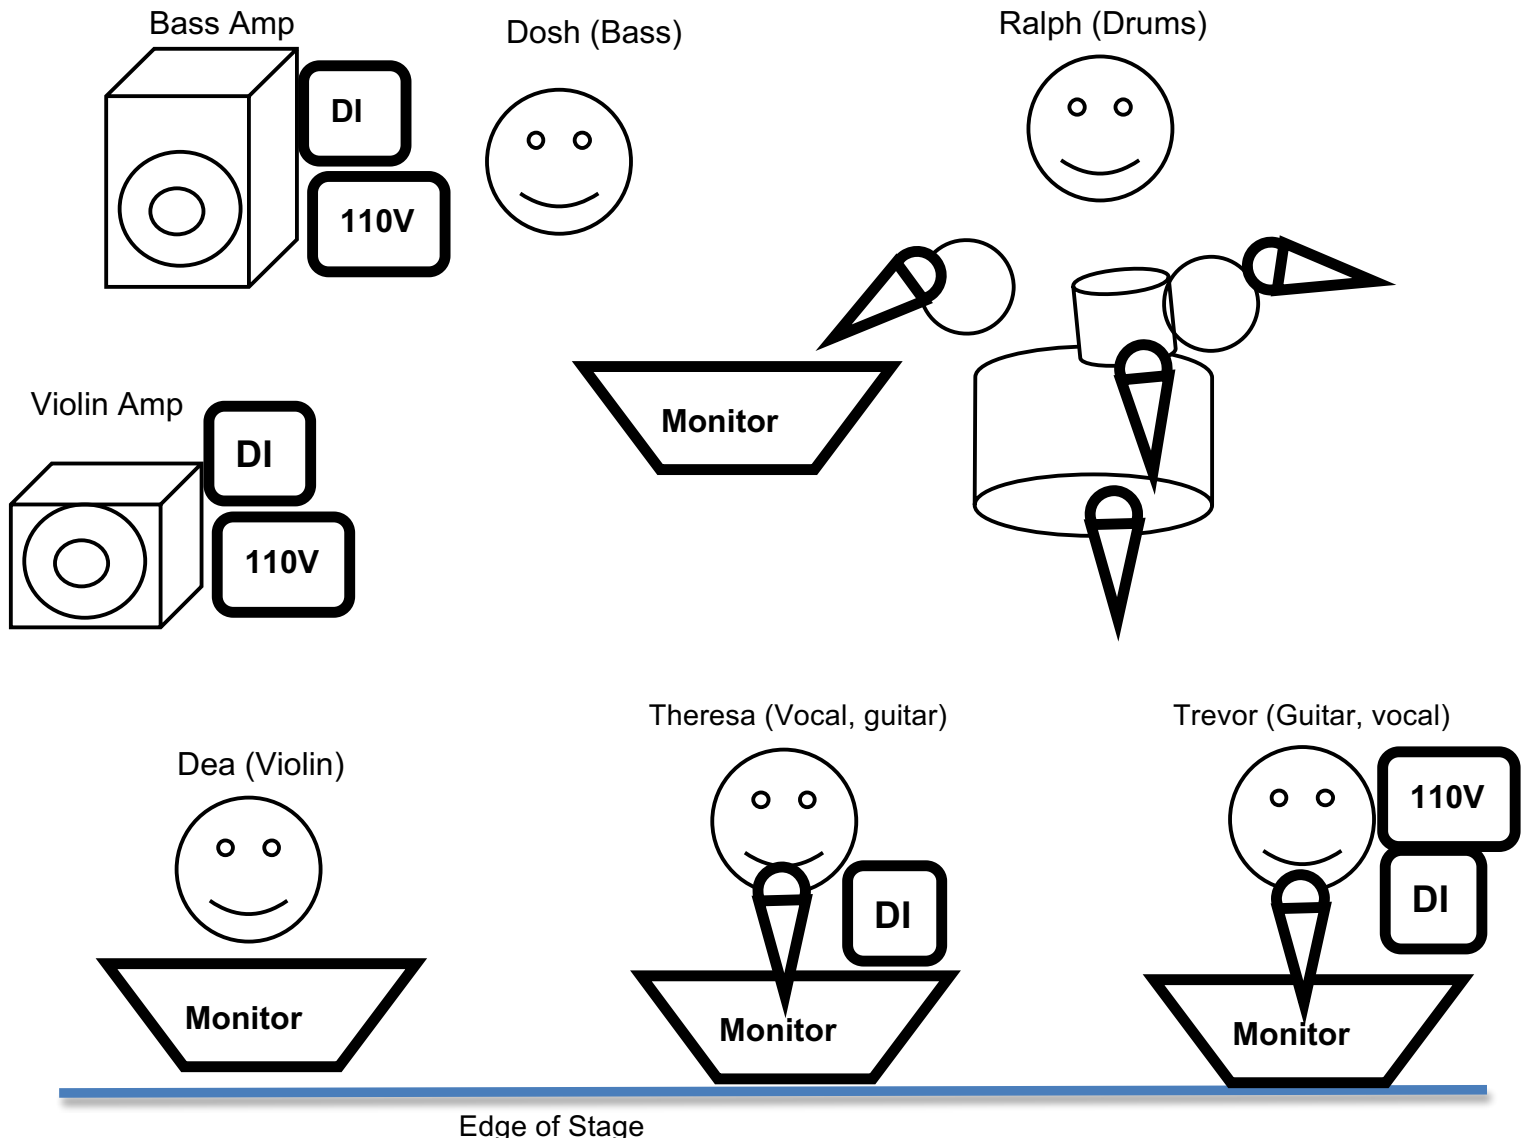 Bass Amp
Dosh (Bass)
Ralph (Drums)
DI
110V
Violin Amp
DI
110V
Monitor
Theresa (Vocal, guitar)
Trevor (Guitar, vocal)
Dea (Violin)
110V
DI
DI
Monitor
Monitor
Monitor
Edge of Stage